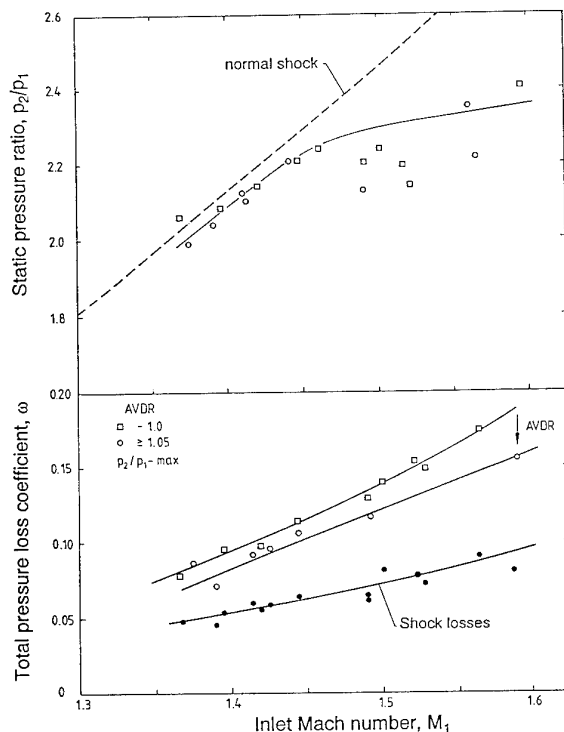 2.6
2.4
2.2
2.0
1.8
Static pressure ratio, p2/p1
normal shock
0.20
0.15
0.10
0.05
0
Total pressure loss coefficient, ω
AVDR
□ - 1.0
○ ≥ 1.05
p2/p1-max
AVDR
Shock losses
1.3 1.4 1.5 1.6
Inlet Mach number, M1